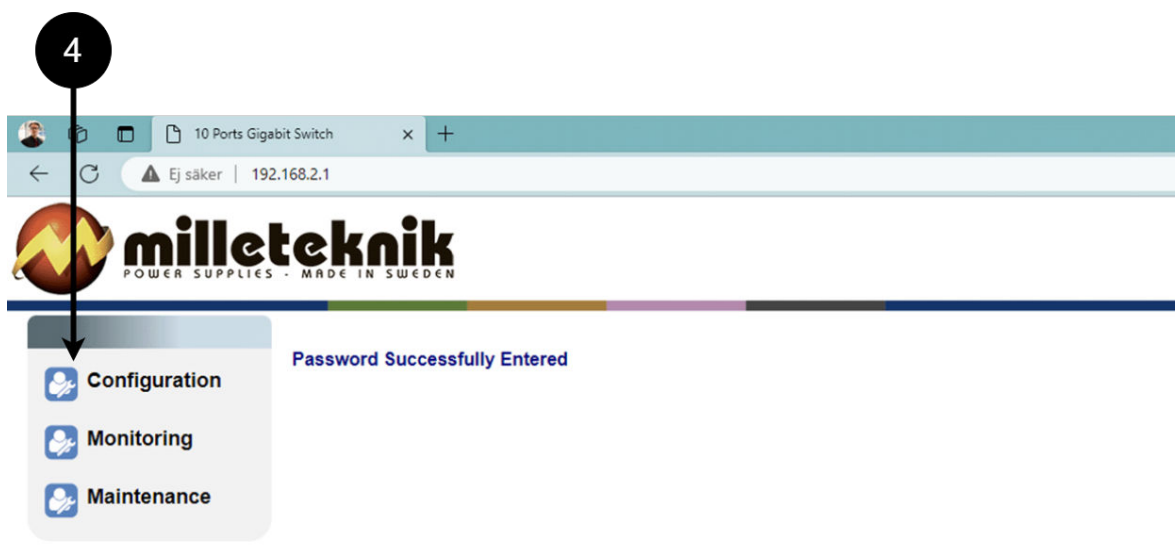 4
10 Ports Gigabit Switch
Ej säker | 192.168.2.1
milleteknik
POWER SUPPLIES - MADE IN SWEDEN
Password Successfully Entered
Configuration
Monitoring
Maintenance